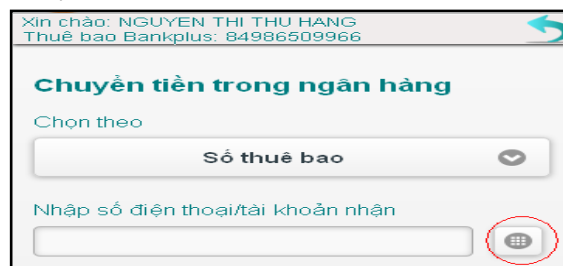 Xin chào: NGUYEN THI THU HANG
Thuê bao Bankplus: 84986509966
Chuyển tiền trong ngân hàng
Chọn theo
Số thuê bao
Nhập số điện thoại/tài khoản nhận